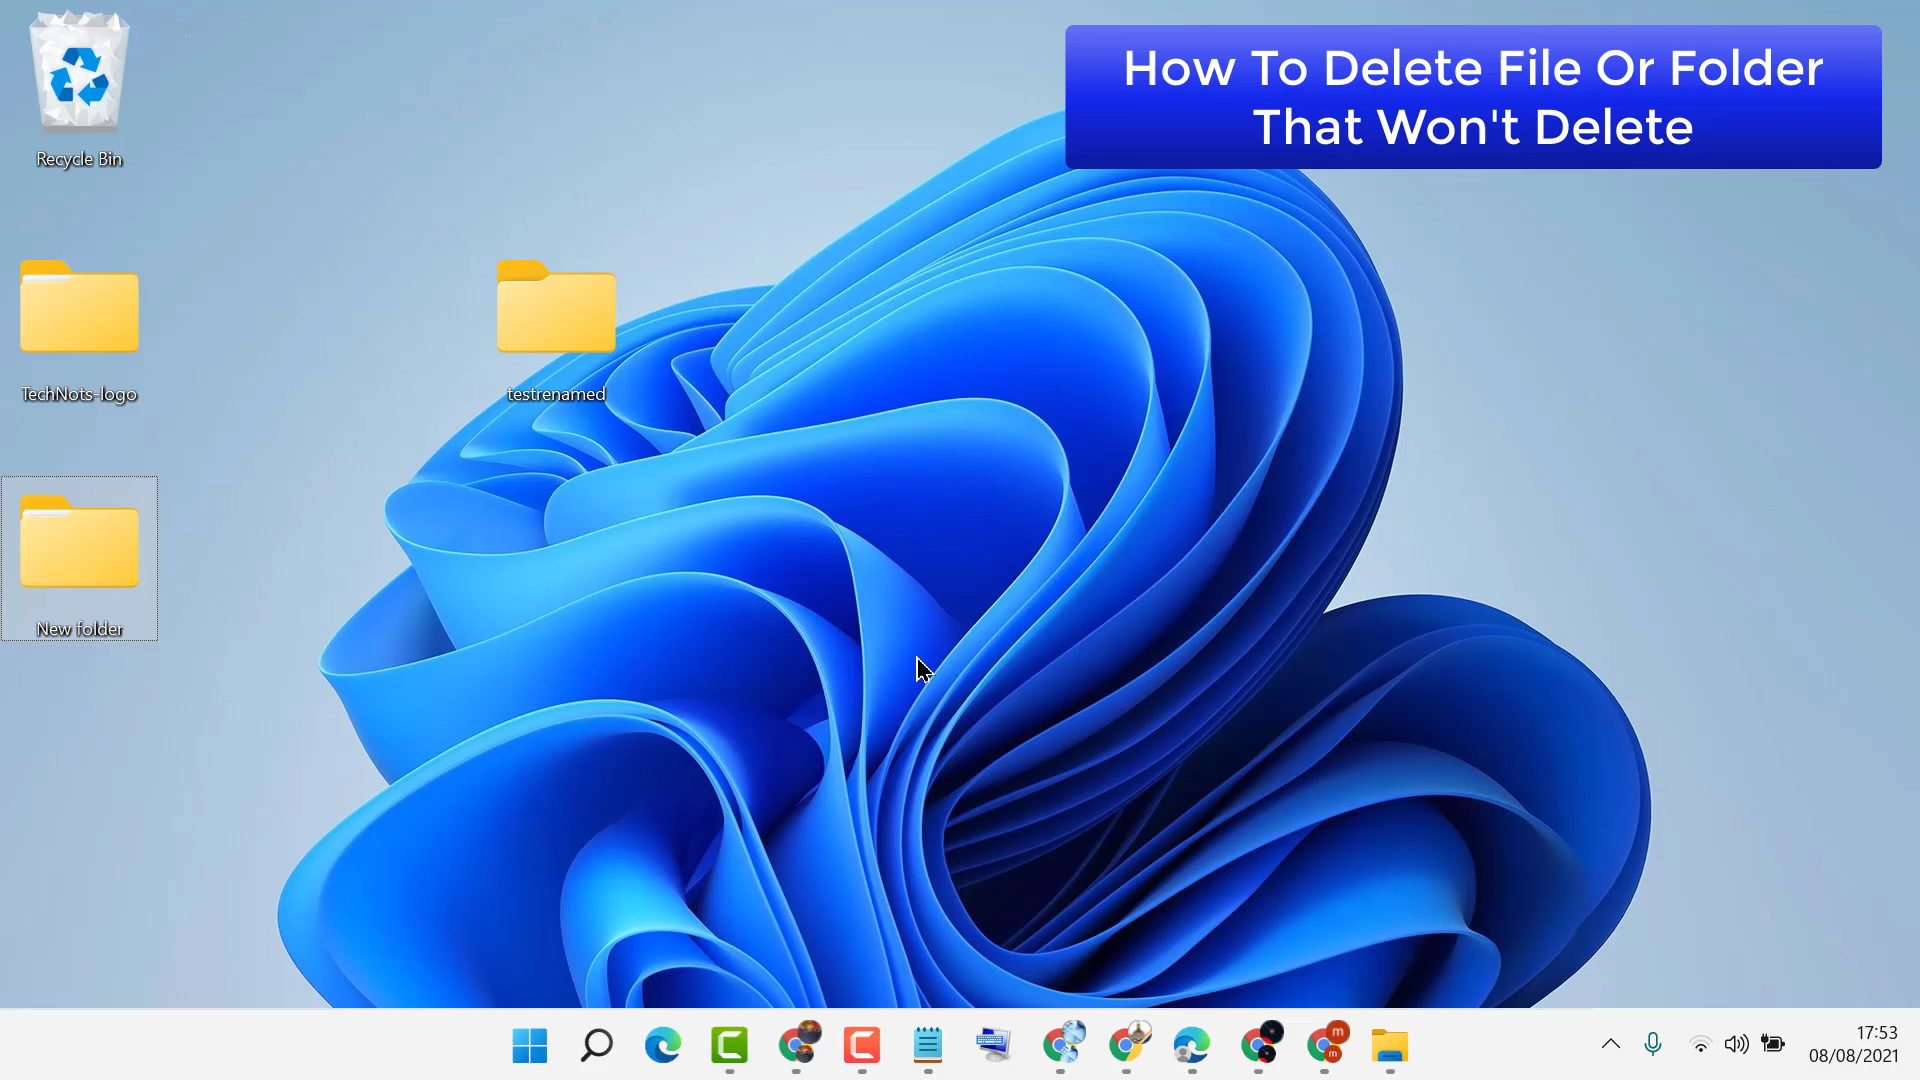 How To Delete File Or Folder
That Won't Delete
Recycle Bin
TechNots-logo
testrenamed
New folder
m
m
17:53
08/08/2021